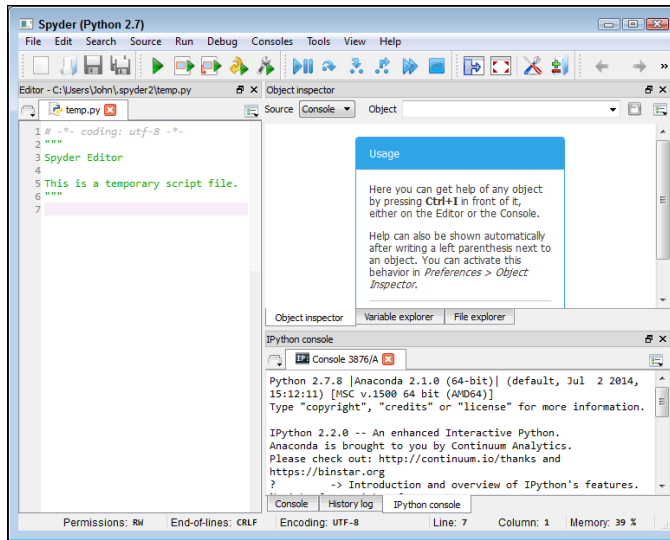 Spyder (Python 2.7)
File Edit Search Source Run Debug Consoles Tools View Help
»
Editor - C:\Users\John\.spyder2\temp.py
temp.py
1 # -*- coding: utf-8 -*-
2 """
3 Spyder Editor
4
5 This is a temporary script file.
6 """
7
Object inspector
Source Console Object
Usage
Here you can get help of any object
by pressing Ctrl+I in front of it,
either on the Editor or the Console.
Help can also be shown automatically
after writing a left parenthesis next to
an object. You can activate this
behavior in Preferences > Object
Inspector.
Object inspector Variable explorer File explorer
IPython console
IP: Console 3876/A
Python 2.7.8 |Anaconda 2.1.0 (64-bit)| (default, Jul 2 2014,
15:12:11) [MSC v.1500 64 bit (AMD64)]
Type "copyright", "credits" or "license" for more information.
IPython 2.2.0 -- An enhanced Interactive Python.
Anaconda is brought to you by Continuum Analytics.
Please check out: http://continuum.io/thanks and
https://binstar.org
? -> Introduction and overview of IPython's features.
Console History log IPython console
Permissions: RW End-of-lines: CRLF Encoding: UTF-8 Line: 7 Column: 1 Memory: 39 %